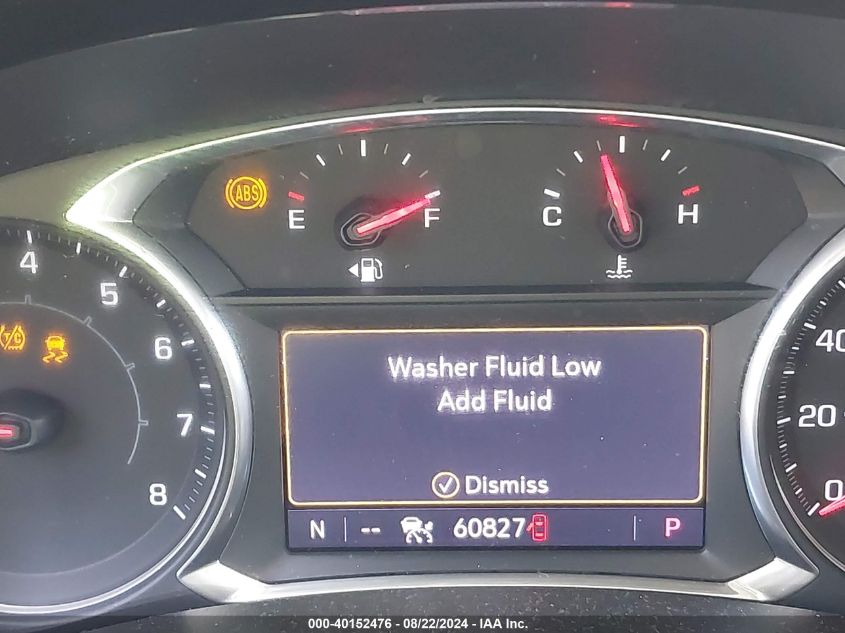 ABS
E
F
C
H
4
5
6
7
8
T/C
Washer Fluid Low
Add Fluid
Dismiss
N -- 60827 P
40
20
0
000-40152476 - 08/22/2024 - IAA Inc.